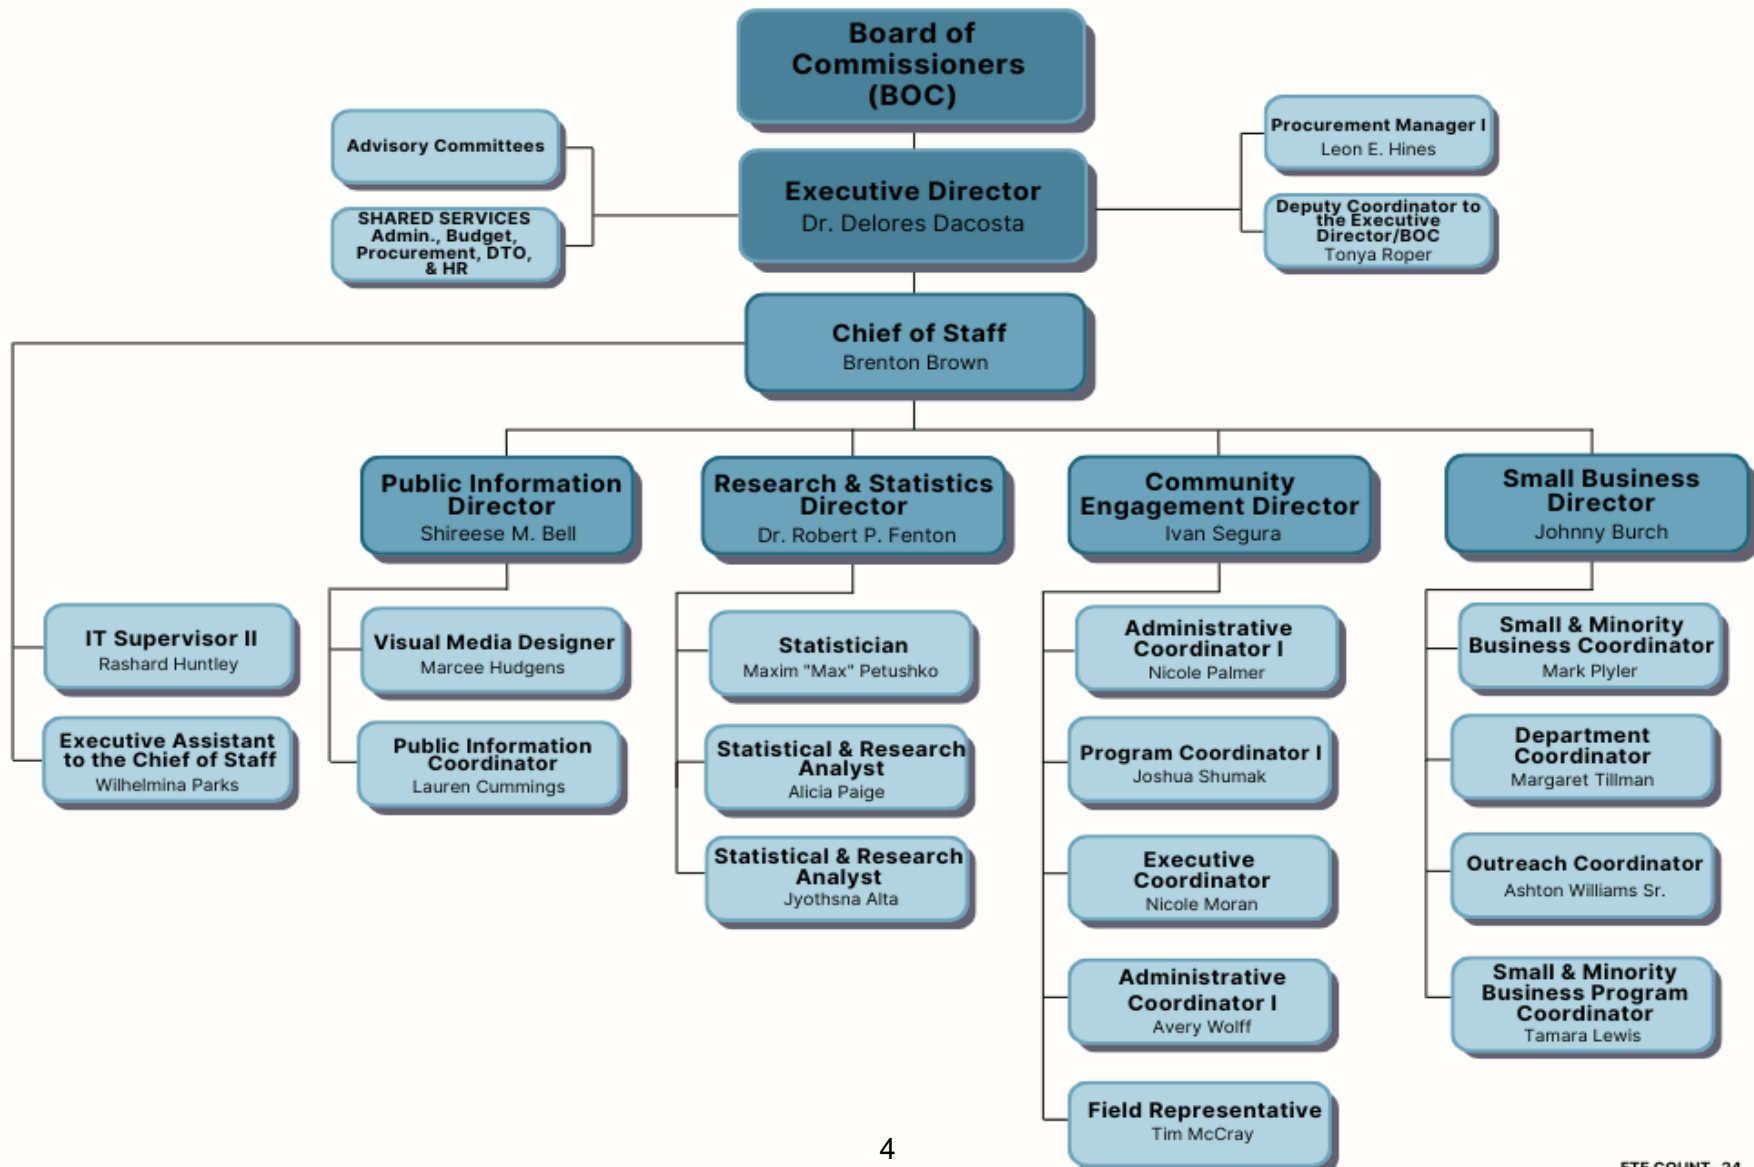 Board of
Commissioners
(BOC)
Advisory Committees
SHARED SERVICES
Admin., Budget,
Procurement, DTO,
& HR
Executive Director
Dr. Delores Dacosta
Procurement Manager I
Leon E. Hines
Deputy Coordinator to
the Executive
Director/BOC
Tonya Roper
Chief of Staff
Brenton Brown
Public Information
Director
Shireese M. Bell
Research & Statistics
Director
Dr. Robert P. Fenton
Community
Engagement Director
Ivan Segura
Small Business
Director
Johnny Burch
IT Supervisor II
Rashard Huntley
Executive Assistant
to the Chief of Staff
Wilhelmina Parks
Visual Media Designer
Marcee Hudgens
Public Information
Coordinator
Lauren Cummings
Statistician
Maxim "Max" Petushko
Statistical & Research
Analyst
Alicia Paige
Statistical & Research
Analyst
Jyothsna Alta
Administrative
Coordinator I
Nicole Palmer
Program Coordinator I
Joshua Shumak
Executive
Coordinator
Nicole Moran
Administrative
Coordinator I
Avery Wolff
Field Representative
Tim McCray
Small & Minority
Business Coordinator
Mark Plyler
Department
Coordinator
Margaret Tillman
Outreach Coordinator
Ashton Williams Sr.
Small & Minority
Business Program
Coordinator
Tamara Lewis
4
FTE COUNT